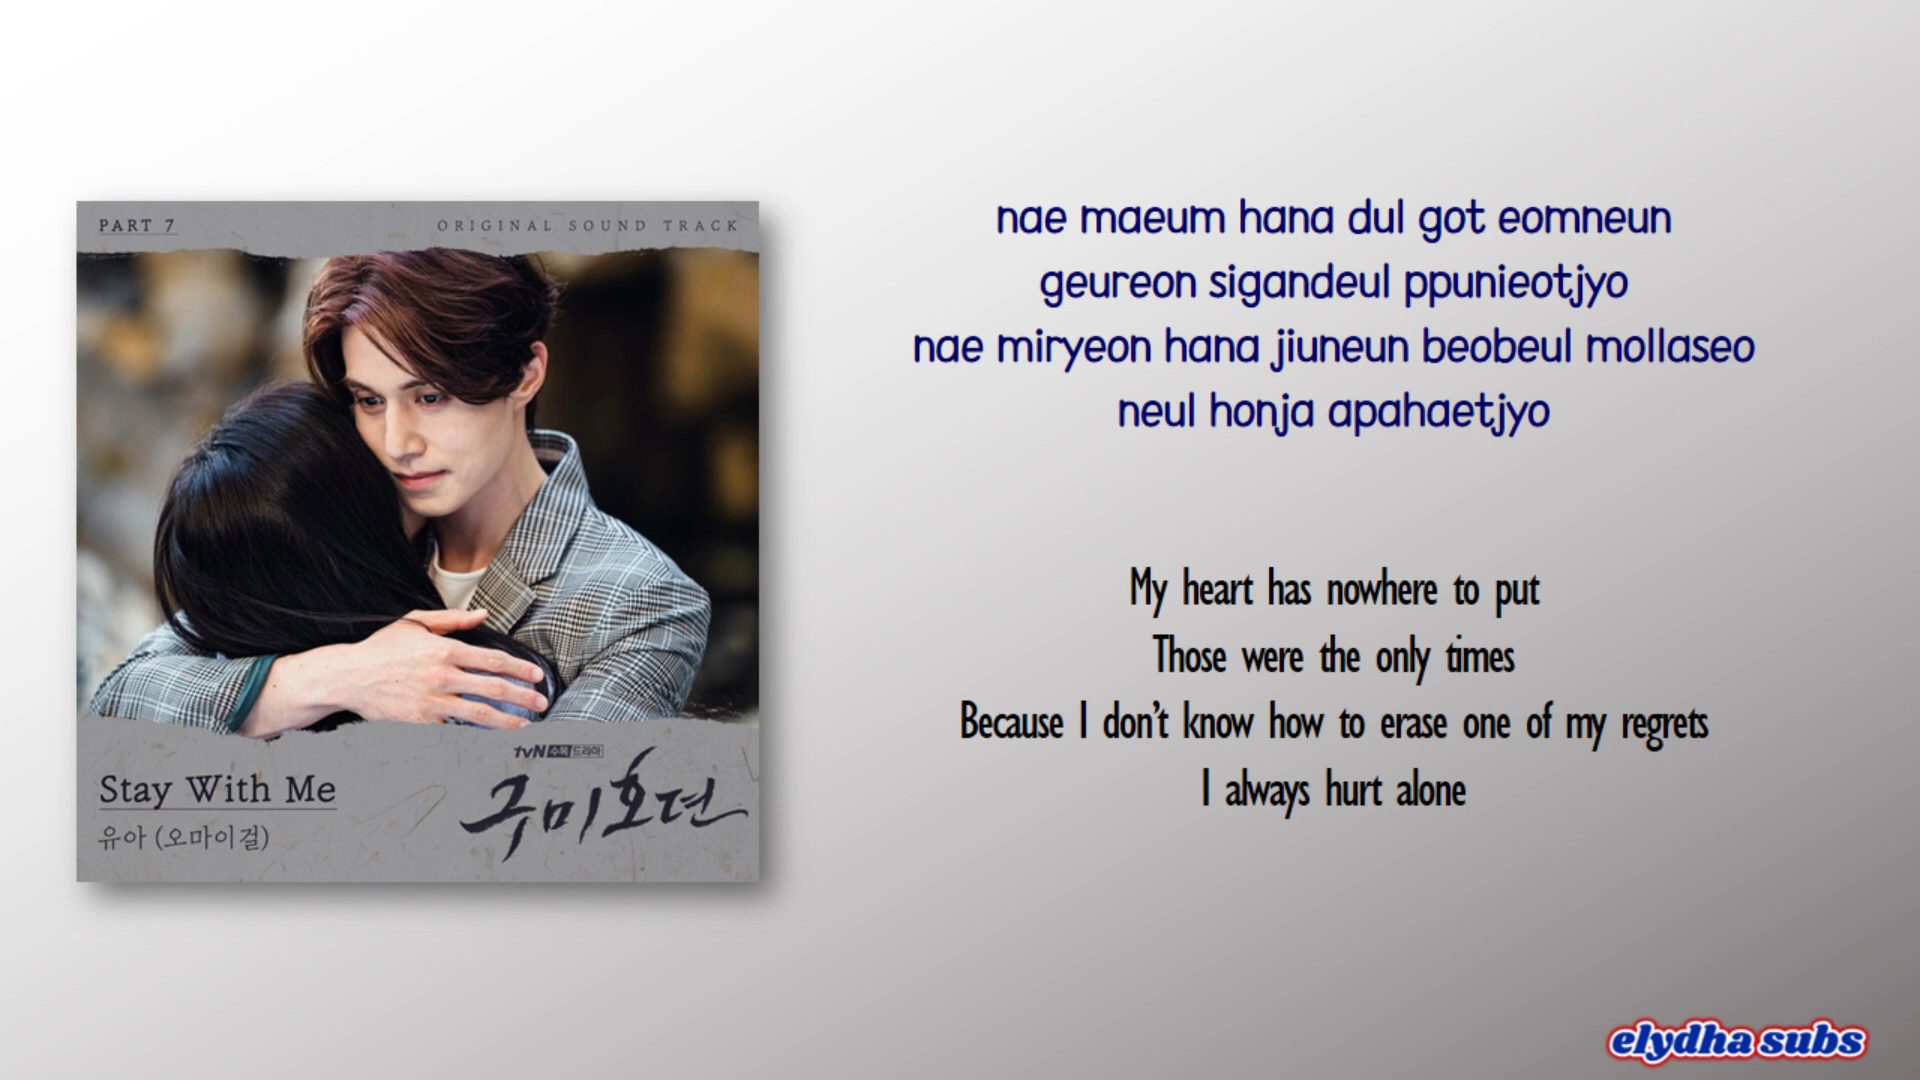 PART 7
ORIGINAL SOUND TRACK
tvN 수목 드라마
구미호뎐
Stay With Me
유아 (오마이걸)
nae maeum hana dul got eomneun
geureon sigandeul ppunieotjyo
nae miryeon hana jiuneun beobeul mollaseo
neul honja apahaetjyo
My heart has nowhere to put
Those were the only times
Because I don't know how to erase one of my regrets
I always hurt alone
elydha subs